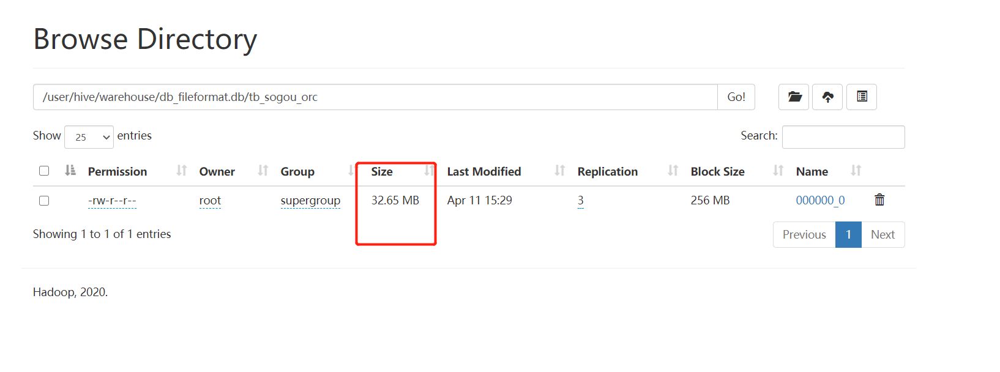 Browse Directory
/user/hive/warehouse/db_fileformat.db/tb_sogou_orc Go!
Show 25 entries Search:
Permission Owner Group Size Last Modified Replication Block Size Name
-rw-r--r-- root supergroup 32.65 MB Apr 11 15:29 3 256 MB 000000_0
Showing 1 to 1 of 1 entries Previous 1 Next
Hadoop, 2020.